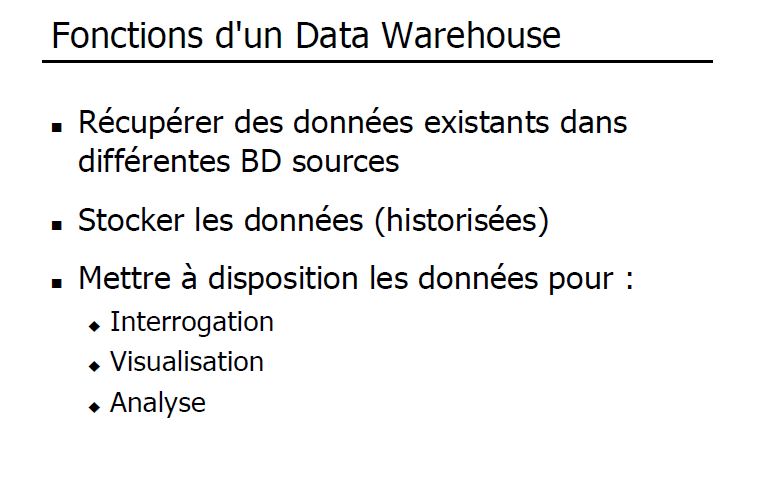 Fonctions d'un Data Warehouse
▪ Récupérer des données existants dans
différentes BD sources
▪ Stocker les données (historisées)
▪ Mettre à disposition les données pour :
◆ Interrogation
◆ Visualisation
◆ Analyse